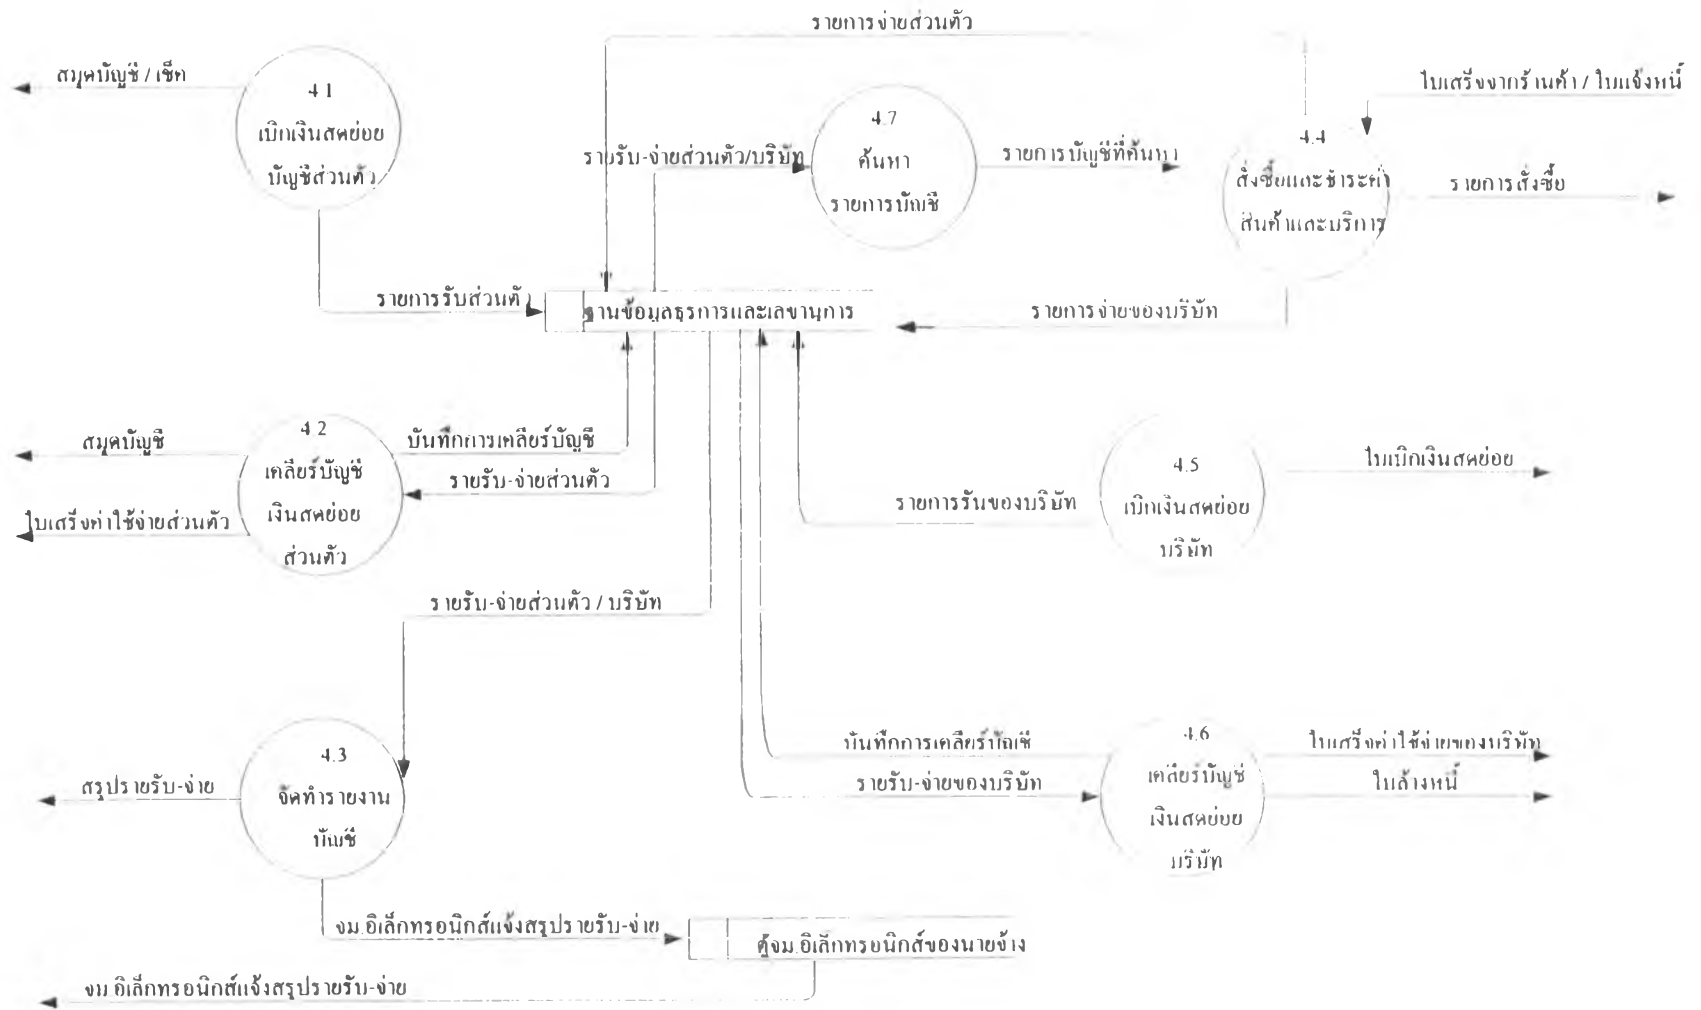 รายการจ่ายส่วนตัว
สมุดบัญชี / เช็ค
4.1
เบิกเงินสดย่อย
บัญชีส่วนตัว
ใบเสร็จจากร้านค้า / ใบแจ้งหนี้
4.7
ค้นหา
รายการบัญชี
รายรับ-จ่ายส่วนตัว/บริษัท
รายการบัญชีที่ค้นหา
4.4
สั่งซื้อและชำระค่า
สินค้าและบริการ
รายการสั่งซื้อ
รายการรับส่วนตัว
ฐานข้อมูลธุรการและเลขานุการ
รายการจ่ายของบริษัท
สมุดบัญชี
4.2
เคลียร์บัญชี
เงินสดย่อย
ส่วนตัว
บันทึกการเคลียร์บัญชี
รายรับ-จ่ายส่วนตัว
ใบเสร็จค่าใช้จ่ายส่วนตัว
4.5
เบิกเงินสดย่อย
บริษัท
ใบเบิกเงินสดย่อย
รายการรับของบริษัท
รายรับ-จ่ายส่วนตัว / บริษัท
4.3
จัดทำรายงาน
บัญชี
สรุปรายรับ-จ่าย
บันทึกการเคลียร์บัญชี
รายรับ-จ่ายของบริษัท
4.6
เคลียร์บัญชี
เงินสดย่อย
บริษัท
ใบเสร็จค่าใช้จ่ายของบริษัท
ใบล้างหนี้
จม.อิเล็กทรอนิกส์แจ้งสรุปรายรับ-จ่าย
ตู้จม.อิเล็กทรอนิกส์ของนายจ้าง
จม.อิเล็กทรอนิกส์แจ้งสรุปรายรับ-จ่าย